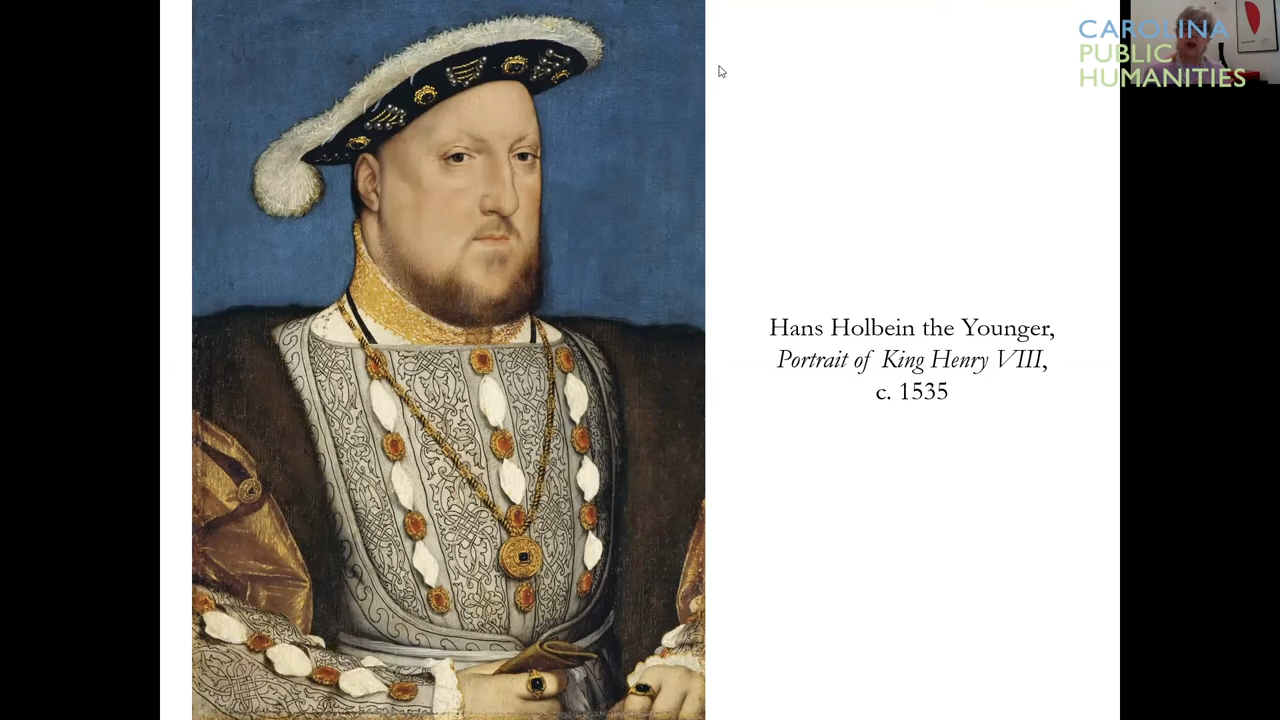 CAROLINA
PUBLIC
HUMANITIES
Hans Holbein the Younger,
Portrait of King Henry VIII,
c. 1535